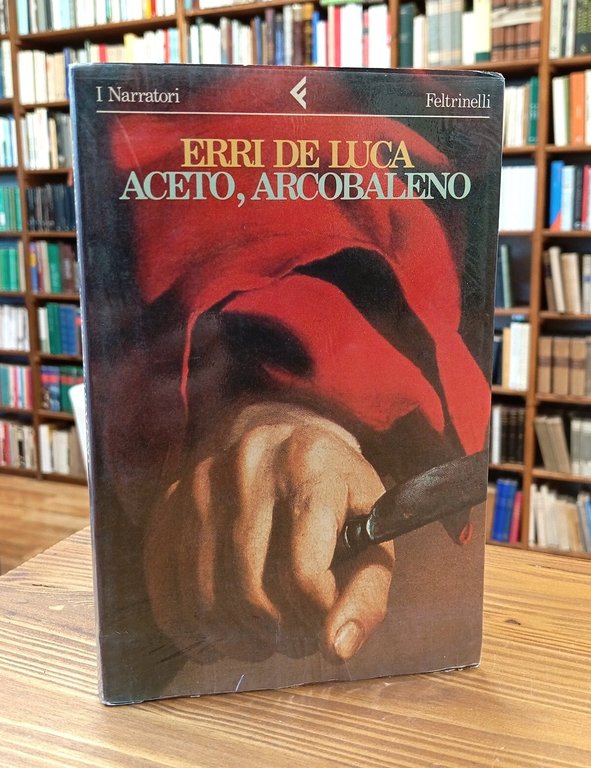 I Narratori
Feltrinelli
ERRI DE LUCA
ACETO, ARCOBALENO